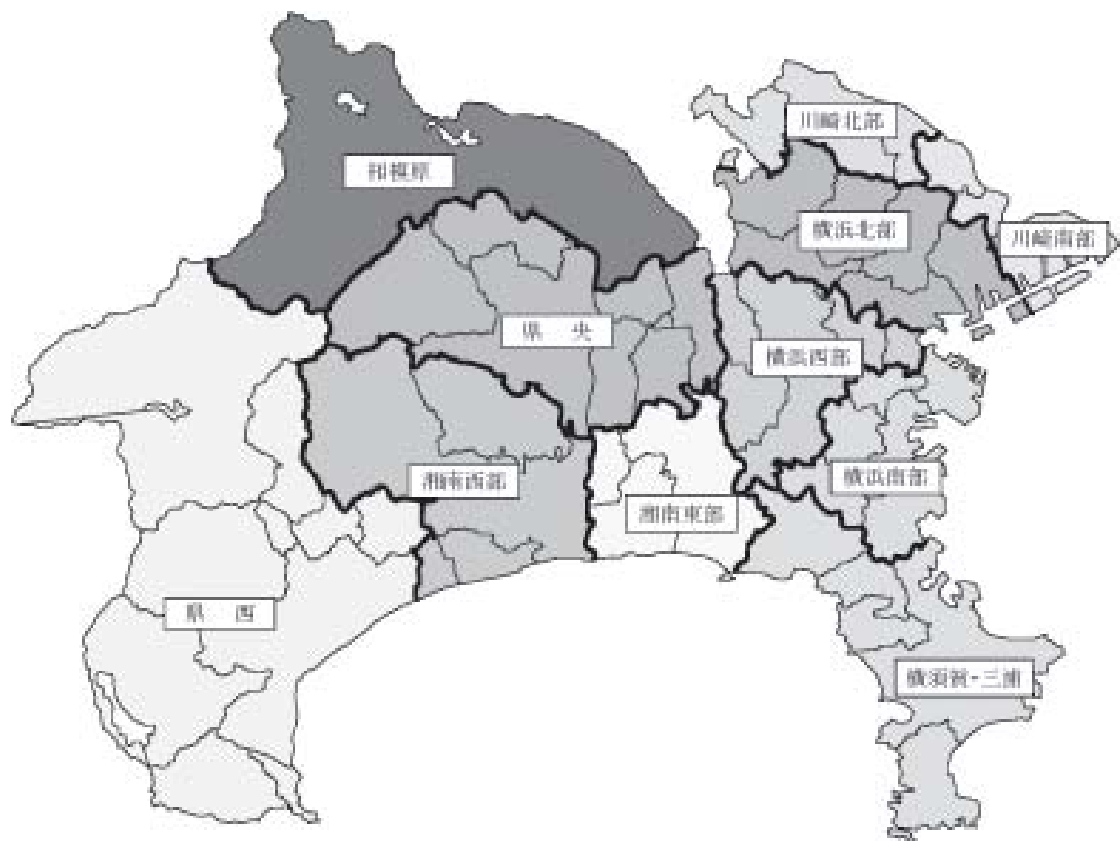 川崎北部
相模原
横浜北部
川崎南部
県 央
横浜西部
湘南西部
横浜南部
湘南東部
県 西
横須賀・三浦